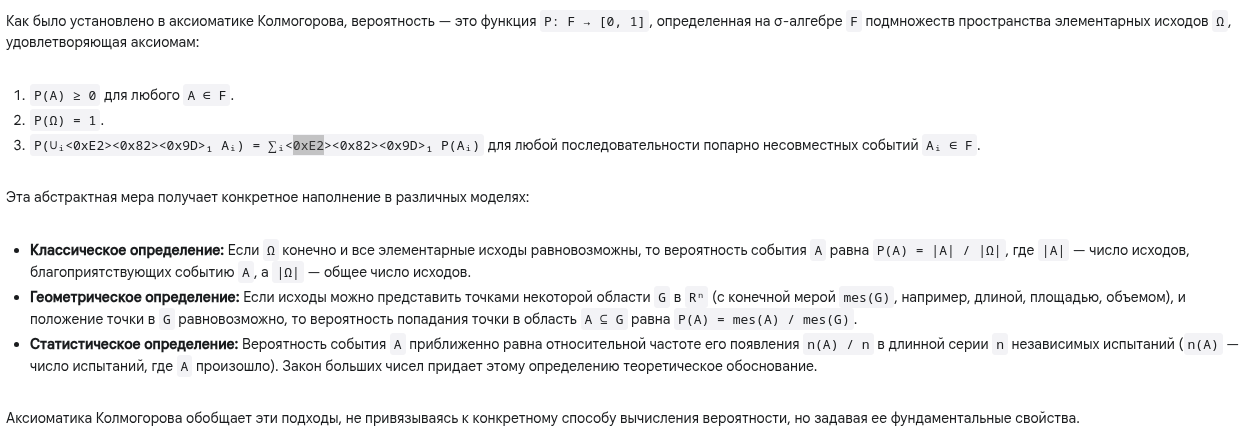 Как было установлено в аксиоматике Колмогорова, вероятность — это функция P: F → [0, 1], определенная на σ-алгебре F подмножеств пространства элементарных исходов Ω,
удовлетворяющая аксиомам:
1. P(A) ≥ 0 для любого A ∈ F.
2. P(Ω) = 1.
3. P(∪ᵢ<0xE2><0x82><0x9D>₁ Aᵢ) = ∑ᵢ<0xE2><0x82><0x9D>₁ P(Aᵢ) для любой последовательности попарно несовместных событий Aᵢ ∈ F.
Эта абстрактная мера получает конкретное наполнение в различных моделях:
• Классическое определение: Если Ω конечно и все элементарные исходы равновозможны, то вероятность события A равна P(A) = |A| / |Ω|, где |A| — число исходов,
благоприятствующих событию A, а |Ω| — общее число исходов.
• Геометрическое определение: Если исходы можно представить точками некоторой области G в Rⁿ (с конечной мерой mes(G), например, длиной, площадью, объемом), и
положение точки в G равновозможно, то вероятность попадания точки в область A ⊆ G равна P(A) = mes(A) / mes(G).
• Статистическое определение: Вероятность события A приближенно равна относительной частоте его появления n(A) / n в длинной серии n независимых испытаний (n(A) —
число испытаний, где A произошло). Закон больших чисел придает этому определению теоретическое обоснование.
Аксиоматика Колмогорова обобщает эти подходы, не привязываясь к конкретному способу вычисления вероятности, но задавая ее фундаментальные свойства.